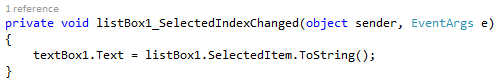 1 reference
private void listBox1_SelectedIndexChanged(object sender, EventArgs e)
{
    textBox1.Text = listBox1.SelectedItem.ToString();
}